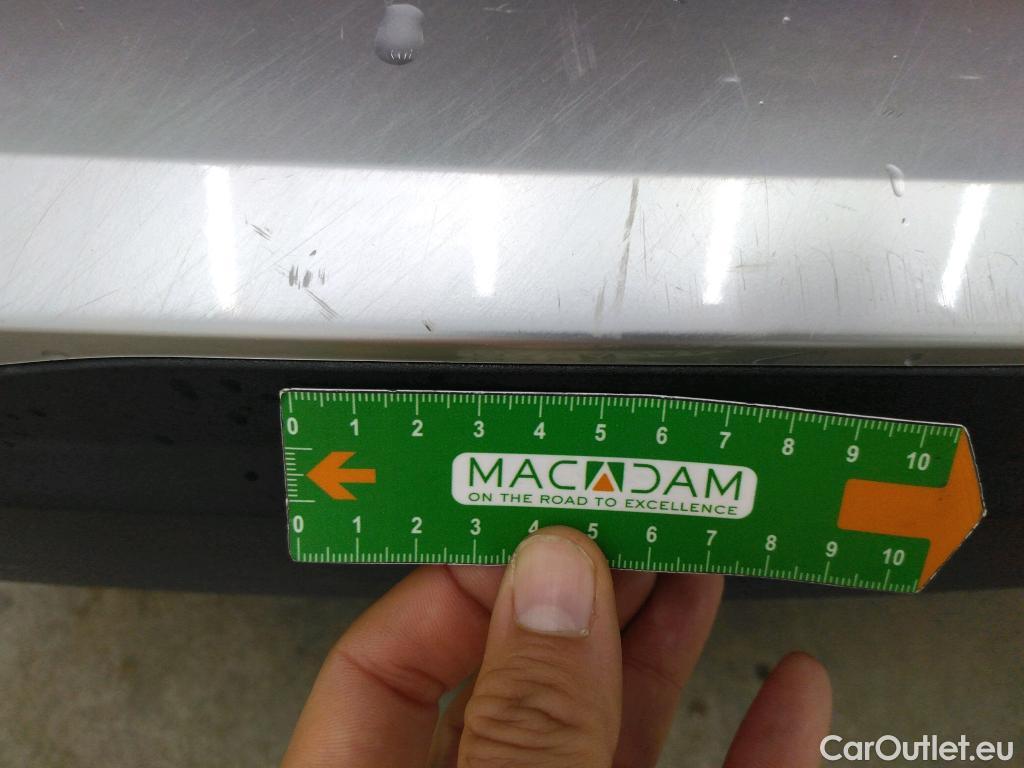 0 1 2 3 4 5 6 7 8 9 10
MACADAM
ON THE ROAD TO EXCELLENCE
0 1 2 3 4 5 6 7 8 9 10
CarOutlet.eu